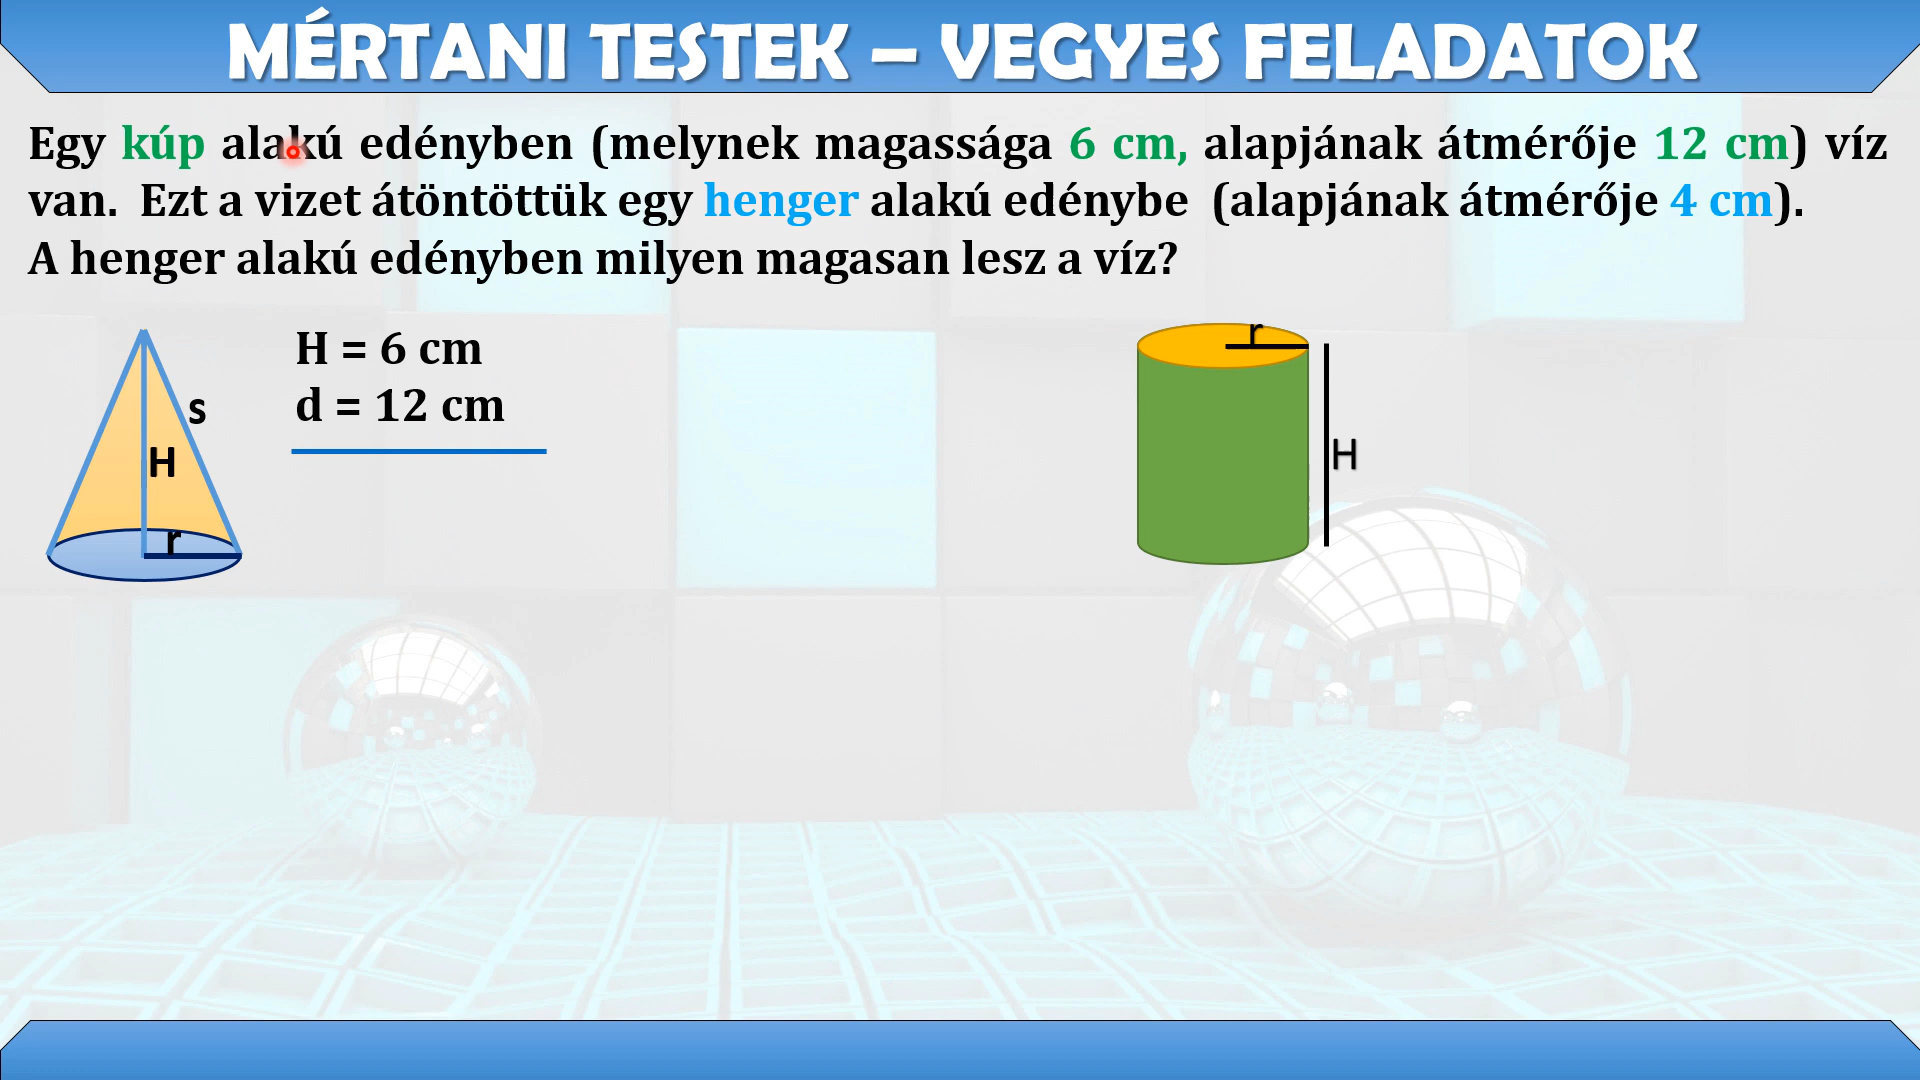 MÉRTANI TESTEK – VEGYES FELADATOK
Egy kúp alakú edényben (melynek magassága 6 cm, alapjának átmérője 12 cm) víz
van. Ezt a vizet átöntöttük egy henger alakú edénybe (alapjának átmérője 4 cm).
A henger alakú edényben milyen magasan lesz a víz?
H = 6 cm
d = 12 cm
s
H
r
r
H